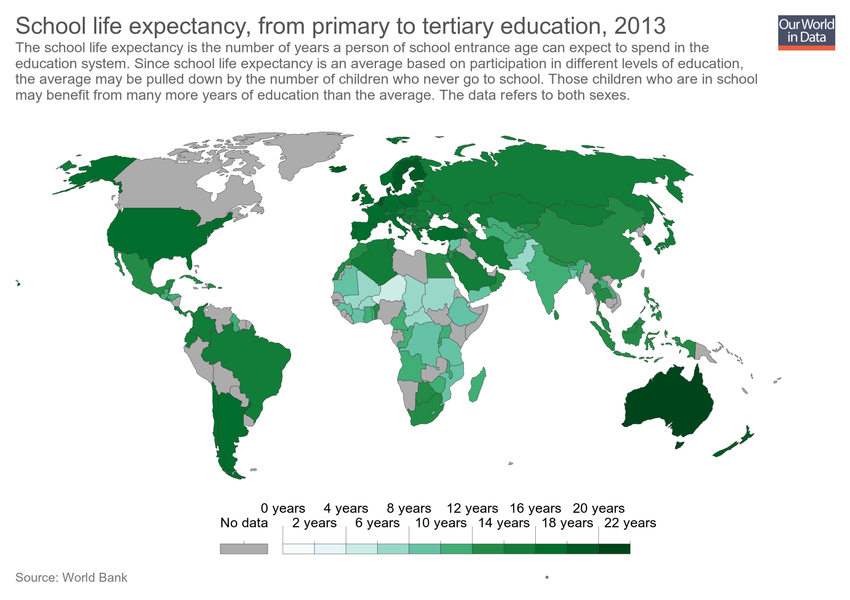 School life expectancy, from primary to tertiary education, 2013
Our World
in Data
The school life expectancy is the number of years a person of school entrance age can expect to spend in the
education system. Since school life expectancy is an average based on participation in different levels of education,
the average may be pulled down by the number of children who never go to school. Those children who are in school
may benefit from many more years of education than the average. The data refers to both sexes.
0 years 4 years 8 years 12 years 16 years 20 years
No data 2 years 6 years 10 years 14 years 18 years 22 years
Source: World Bank